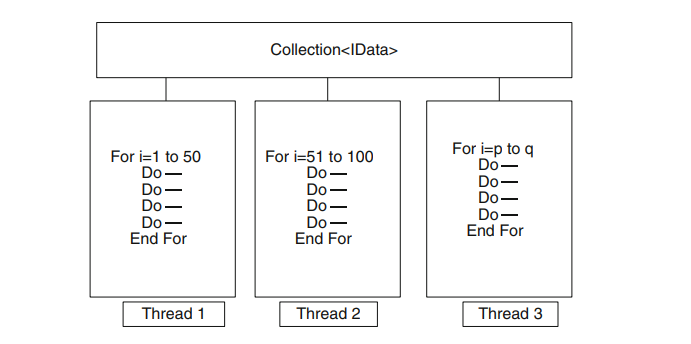 Collection<IData>
For i=1 to 50
Do —
Do —
Do —
Do —
End For
For i=51 to 100
Do —
Do —
Do —
Do —
End For
For i=p to q
Do —
Do —
Do —
Do —
End For
Thread 1
Thread 2
Thread 3